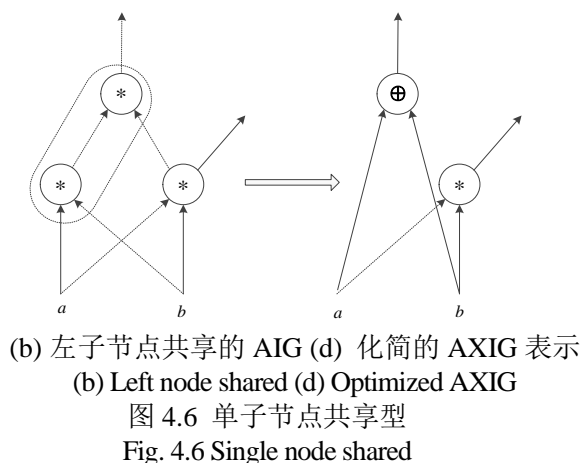 *
⊕
*
*
*
a
b
a
b
(b) 左子节点共享的 AIG (d) 化简的 AXIG 表示
(b) Left node shared (d) Optimized AXIG
图 4.6 单子节点共享型
Fig. 4.6 Single node shared